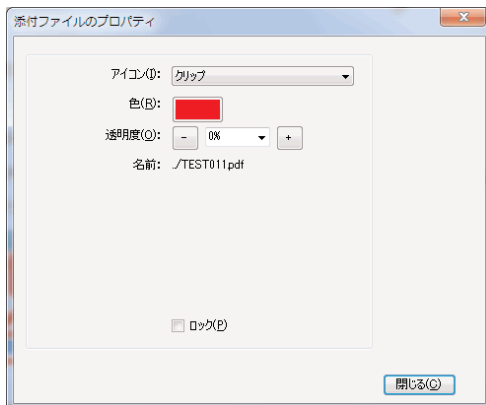 添付ファイルのプロパティ
アイコン(I): クリップ
色(R):
透明度(O): - 0% +
名前: ./TEST011.pdf
ロック(P)
閉じる(C)